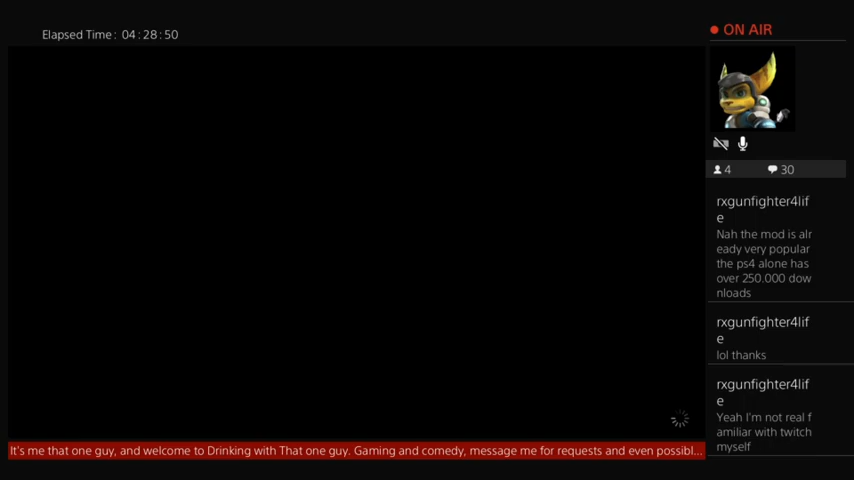 Elapsed Time: 04:28:50
ON AIR
4 30
rxgunfighter4lif
e
Nah the mod is alr
eady very popular
the ps4 alone has
over 250.000 dow
nloads
rxgunfighter4lif
e
lol thanks
rxgunfighter4lif
e
Yeah I'm not real f
amiliar with twitch
myself
It's me that one guy, and welcome to Drinking with That one guy. Gaming and comedy, message me for requests and even possibl...